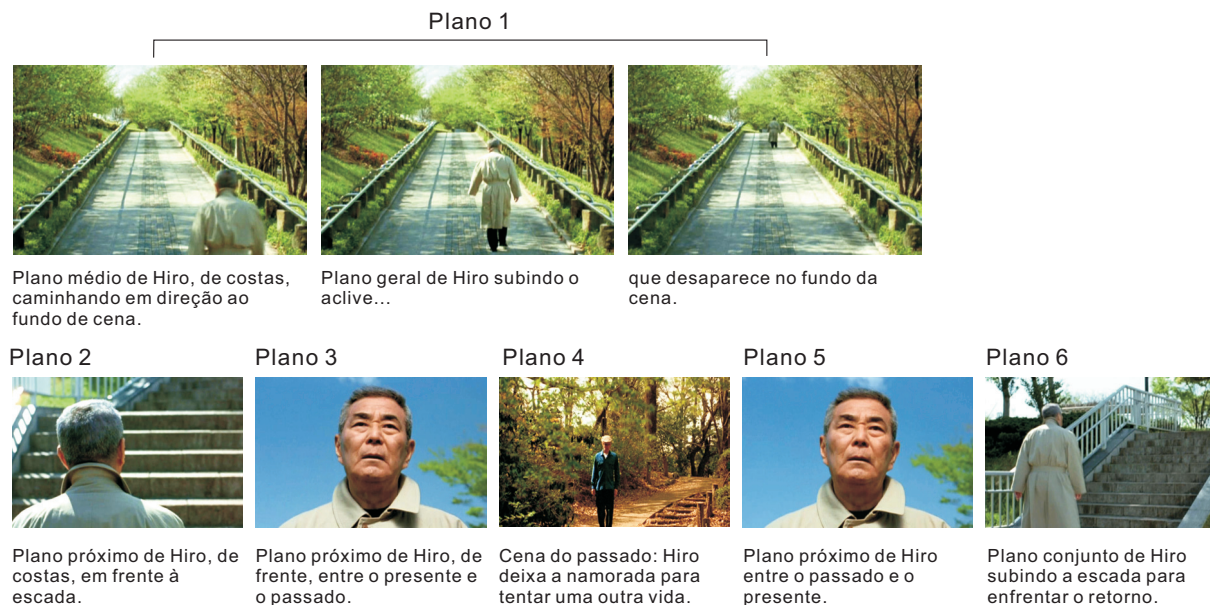 Plano 1
Plano médio de Hiro, de costas,
caminhando em direção ao
fundo de cena.
Plano geral de Hiro subindo o
aclive...
que desaparece no fundo da
cena.
Plano 2
Plano 3
Plano 4
Plano 5
Plano 6
Plano próximo de Hiro, de
costas, em frente à
escada.
Plano próximo de Hiro, de
frente, entre o presente e
o passado.
Cena do passado: Hiro
deixa a namorada para
tentar uma outra vida.
Plano próximo de Hiro
entre o passado e o
presente.
Plano conjunto de Hiro
subindo a escada para
enfrentar o retorno.